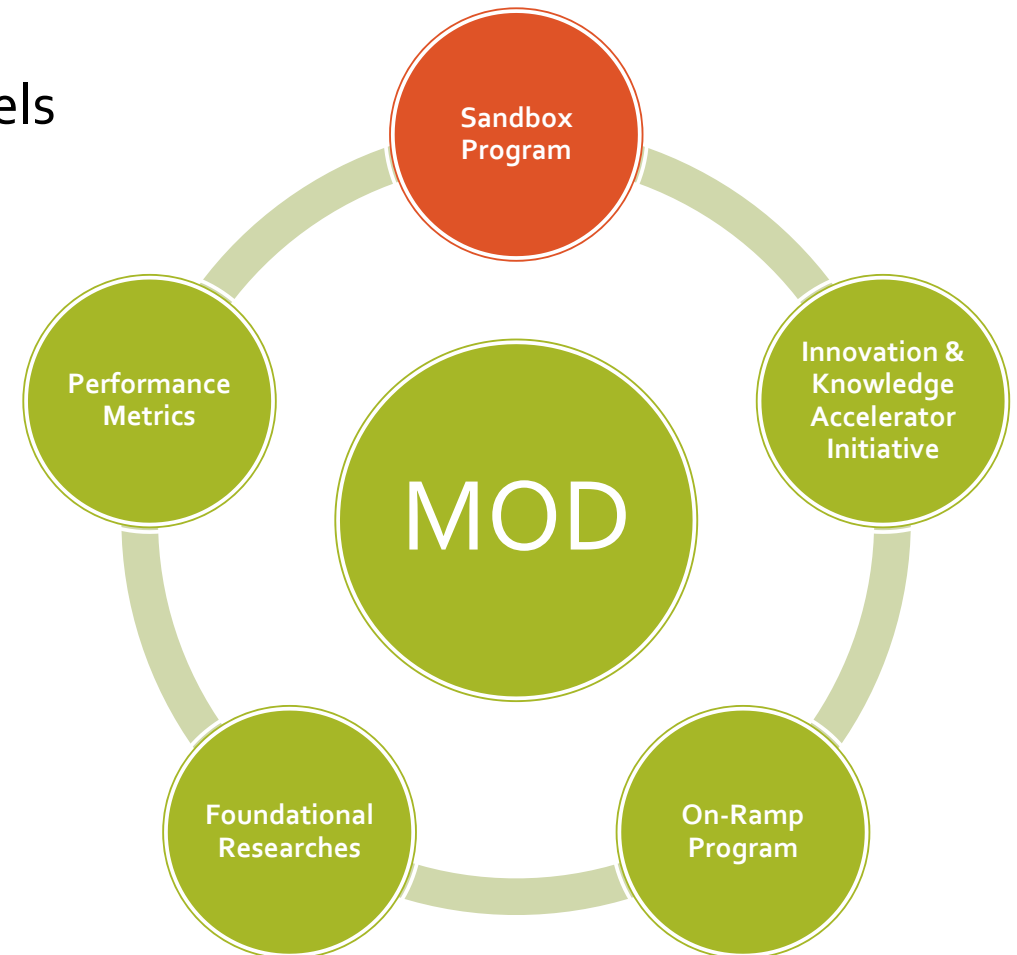 els
Sandbox
Program
Innovation &
Knowledge
Accelerator
Initiative
Performance
Metrics
MOD
Foundational
Researches
On-Ramp
Program